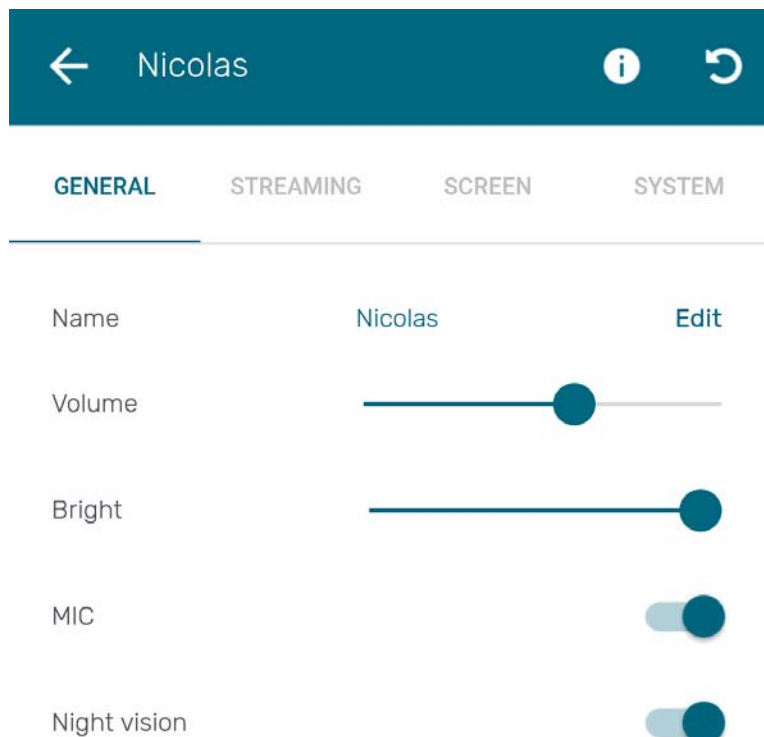 Nicolas
GENERAL STREAMING SCREEN SYSTEM
Name Nicolas Edit
Volume
Bright
MIC
Night vision